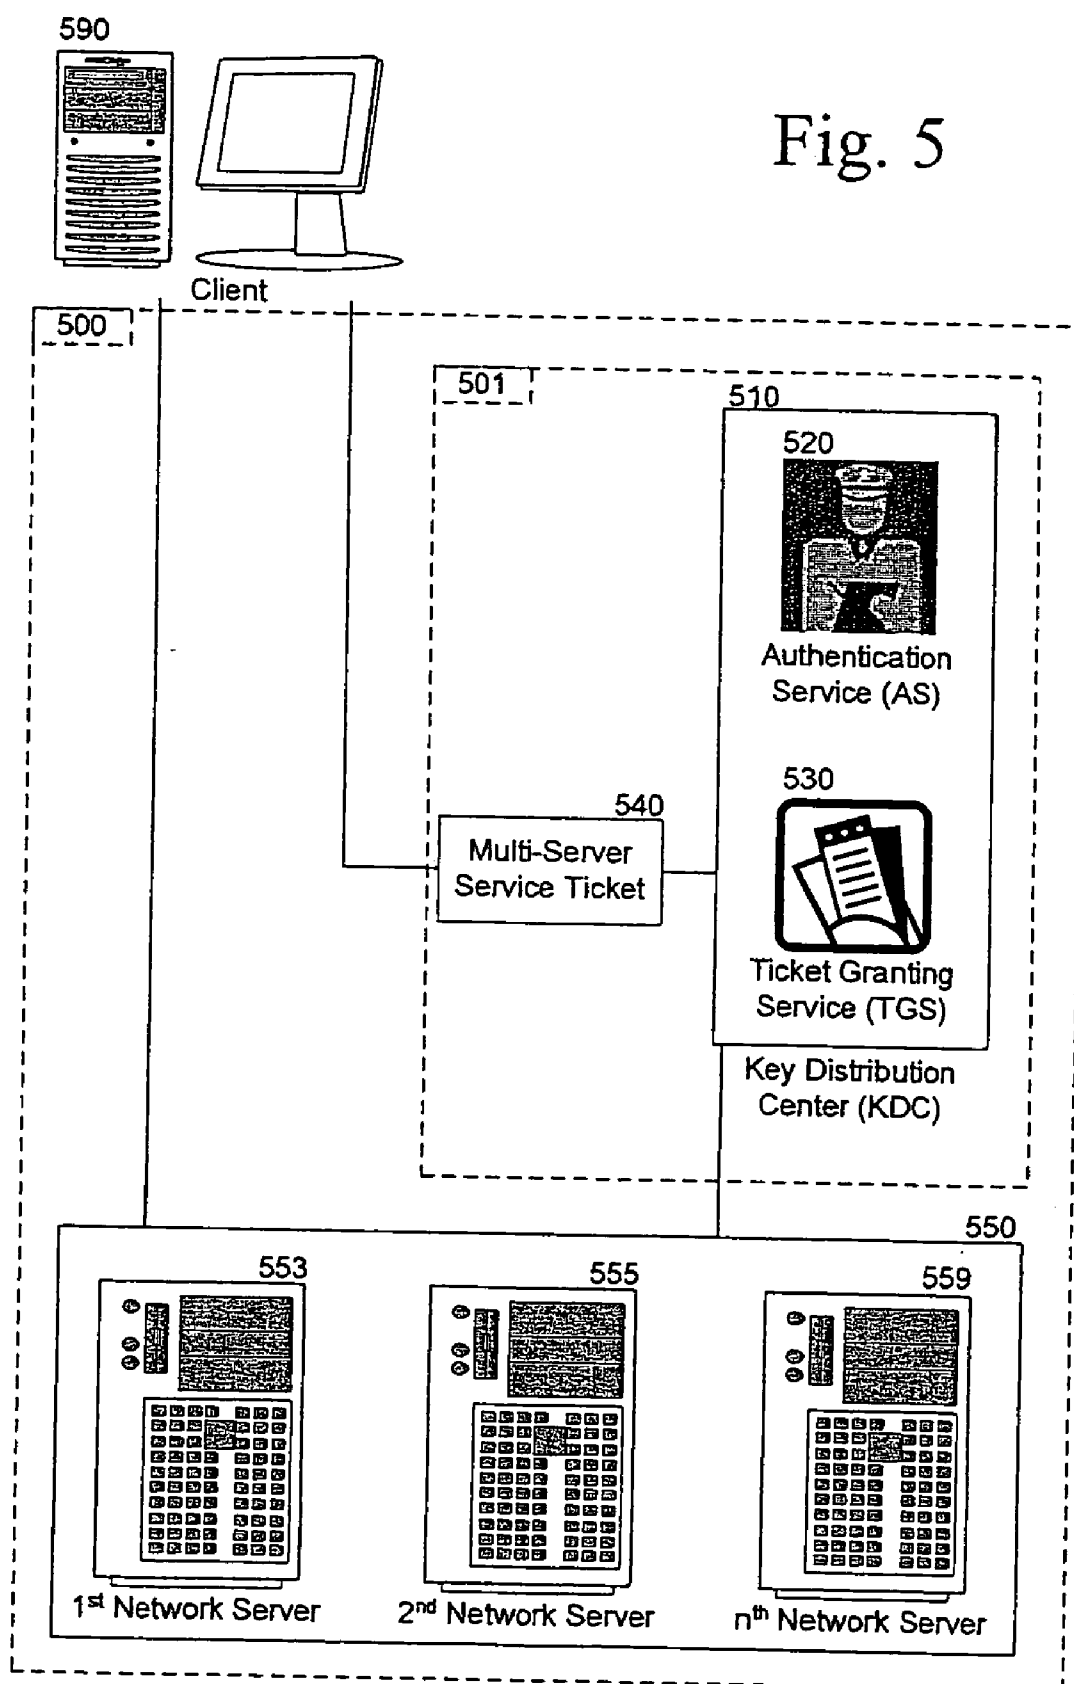 590
Fig. 5
Client
500
501
510
520
Authentication
Service (AS)
530
540
Multi-Server
Service Ticket
Ticket Granting
Service (TGS)
Key Distribution
Center (KDC)
550
553
555
559
1st Network Server
2nd Network Server
nth Network Server